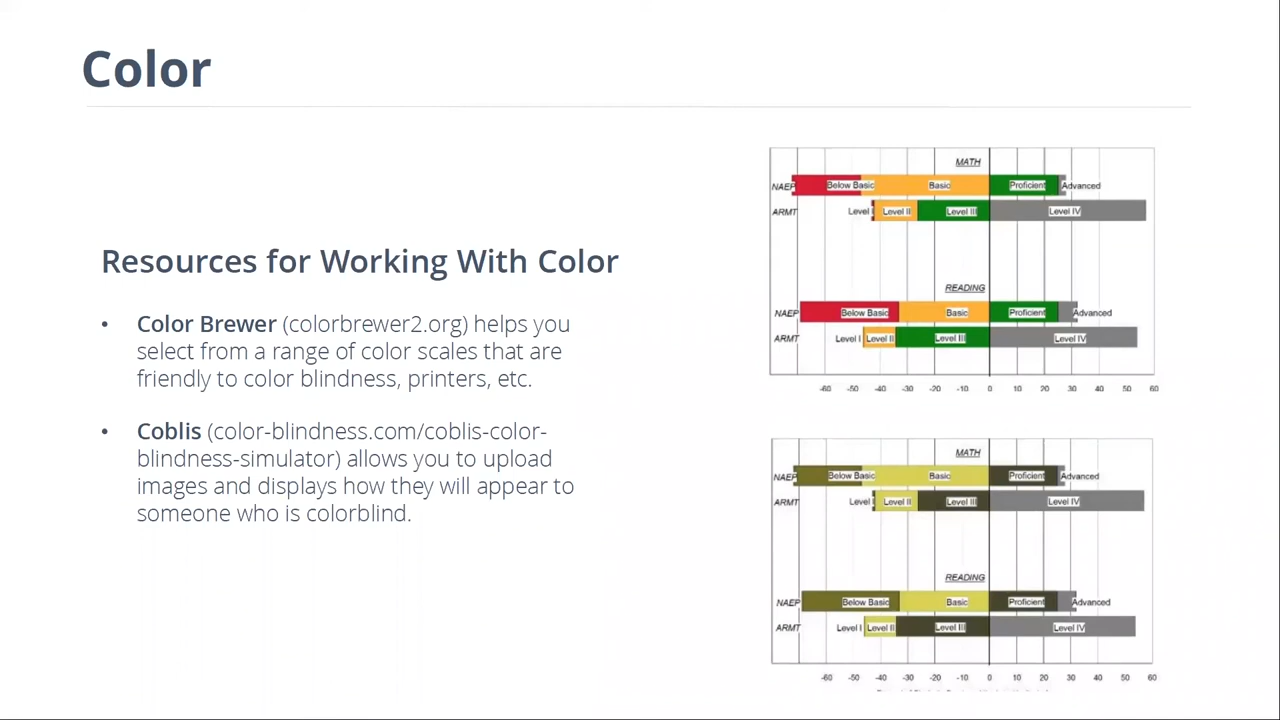 Color
Resources for Working With Color
• Color Brewer (colorbrewer2.org) helps you
select from a range of color scales that are
friendly to color blindness, printers, etc.
• Coblis (color-blindness.com/coblis-color-
blindness-simulator) allows you to upload
images and displays how they will appear to
someone who is colorblind.
MATH
NAEP Below Basic Basic Proficient Advanced
ARMT Level I Level II Level III Level IV
READING
NAEP Below Basic Basic Proficient Advanced
ARMT Level I Level II Level III Level IV
-60 -50 -40 -30 -20 -10 0 10 20 30 40 50 60
MATH
NAEP Below Basic Basic Proficient Advanced
ARMT Level I Level II Level III Level IV
READING
NAEP Below Basic Basic Proficient Advanced
ARMT Level I Level II Level III Level IV
-60 -50 -40 -30 -20 -10 0 10 20 30 40 50 60